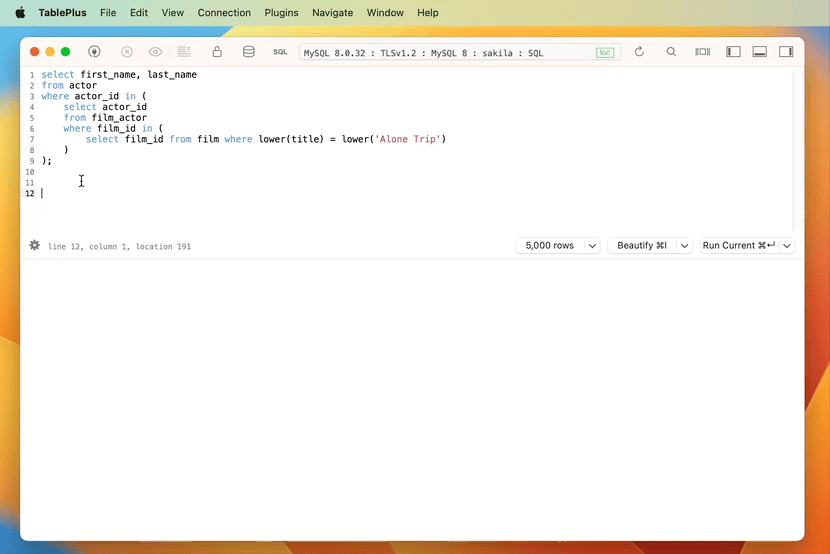 TablePlus File Edit View Connection Plugins Navigate Window Help
SQL MySQL 8.0.32 : TLSv1.2 : MySQL 8 : sakila : SQL loc
1 select first_name, last_name
2 from actor
3 where actor_id in (
4     select actor_id
5     from film_actor
6     where film_id in (
7         select film_id from film where lower(title) = lower('Alone Trip')
8     )
9 );
10
11
12
line 12, column 1, location 191 5,000 rows Beautify ⌘I Run Current ⌘↵